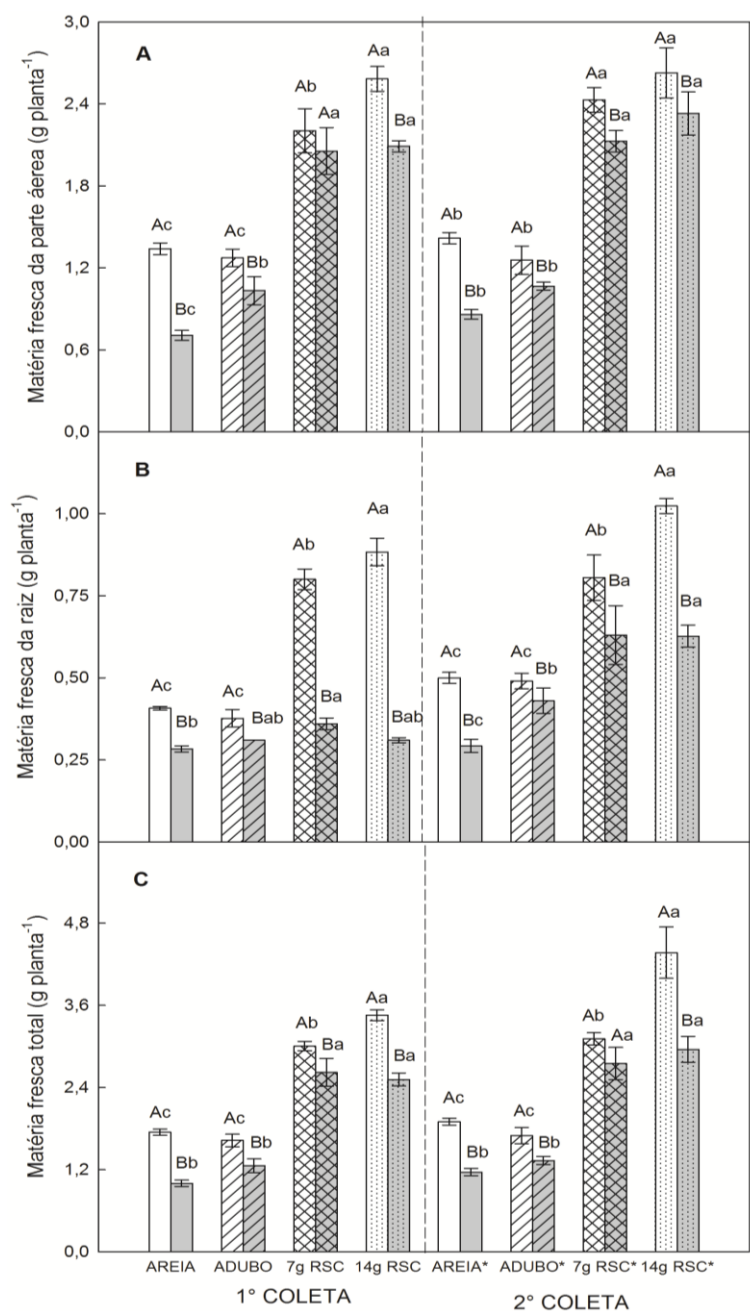 A
Matéria fresca da parte áerea (g planta⁻¹)
3,0
2,4
1,8
1,2
0,6
0,0
Ac
Bc
Ac
Bb
Ab
Aa
Aa
Ba
Ab
Bb
Ab
Bb
Aa
Ba
Aa
Ba
B
Matéria fresca da raiz (g planta⁻¹)
1,00
0,75
0,50
0,25
0,00
Ac
Bb
Ac
Bab
Ab
Ba
Aa
Bab
Ac
Bc
Ac
Bb
Ab
Ba
Aa
Ba
C
Matéria fresca total (g planta⁻¹)
4,8
3,6
2,4
1,2
0,0
Ac
Bb
Ac
Bb
Ab
Ba
Aa
Ba
Ac
Bb
Ac
Bb
Ab
Aa
Aa
Ba
AREIA ADUBO 7g RSC 14g RSC AREIA* ADUBO* 7g RSC* 14g RSC*
1° COLETA 2° COLETA